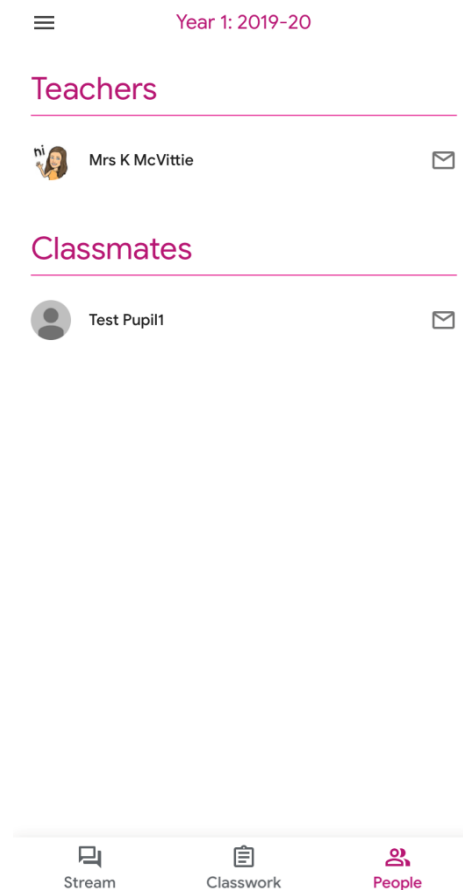 Year 1: 2019-20
Teachers
hi
Mrs K McVittie
Classmates
Test Pupil1
Stream Classwork People